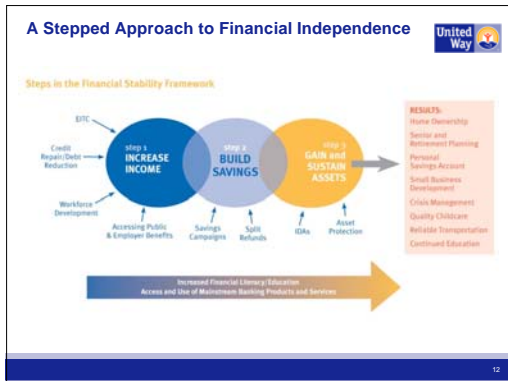 A Stepped Approach to Financial Independence
United
Way
Steps in the Financial Stability Framework
EITC
Credit
Repair/Debt
Reduction
Workforce
Development
Accessing Public
& Employer Benefits
step 1
INCREASE
INCOME
step 2
BUILD
SAVINGS
Savings
Campaigns
Split
Refunds
step 3
GAIN and
SUSTAIN
ASSETS
IDAs
Asset
Protection
RESULTS:
Home Ownership
Senior and
Retirement Planning
Personal
Savings Account
Small Business
Development
Crisis Management
Quality Childcare
Reliable Transportation
Continued Education
Increased Financial Literacy/Education
Access and Use of Mainstream Banking Products and Services
12